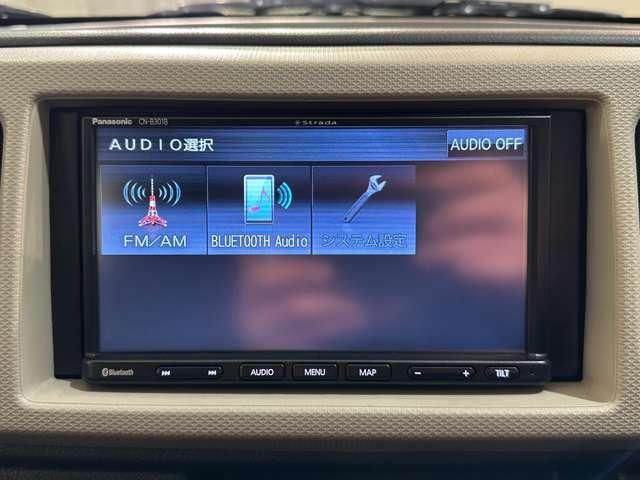 Panasonic CN-B301B Strada
AUDIO選択 AUDIO OFF
FM/AM BLUETOOTH Audio システム設定
Bluetooth AUDIO MENU MAP - + TILT